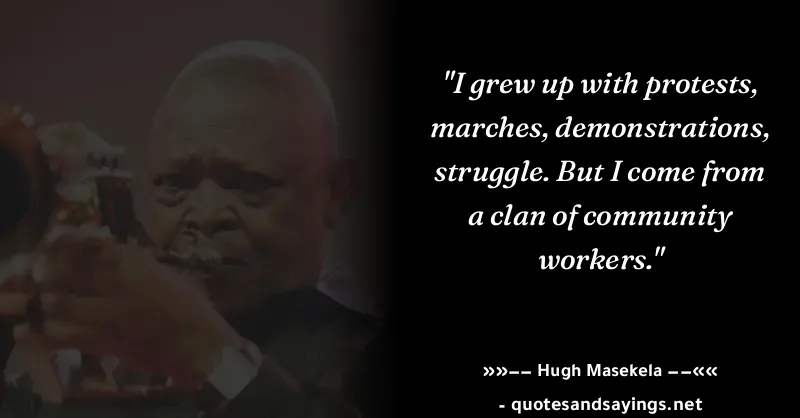 "I grew up with protests,
marches, demonstrations,
struggle. But I come from
a clan of community
workers."
»»−− Hugh Masekela −−««
- quotesandsayings.net